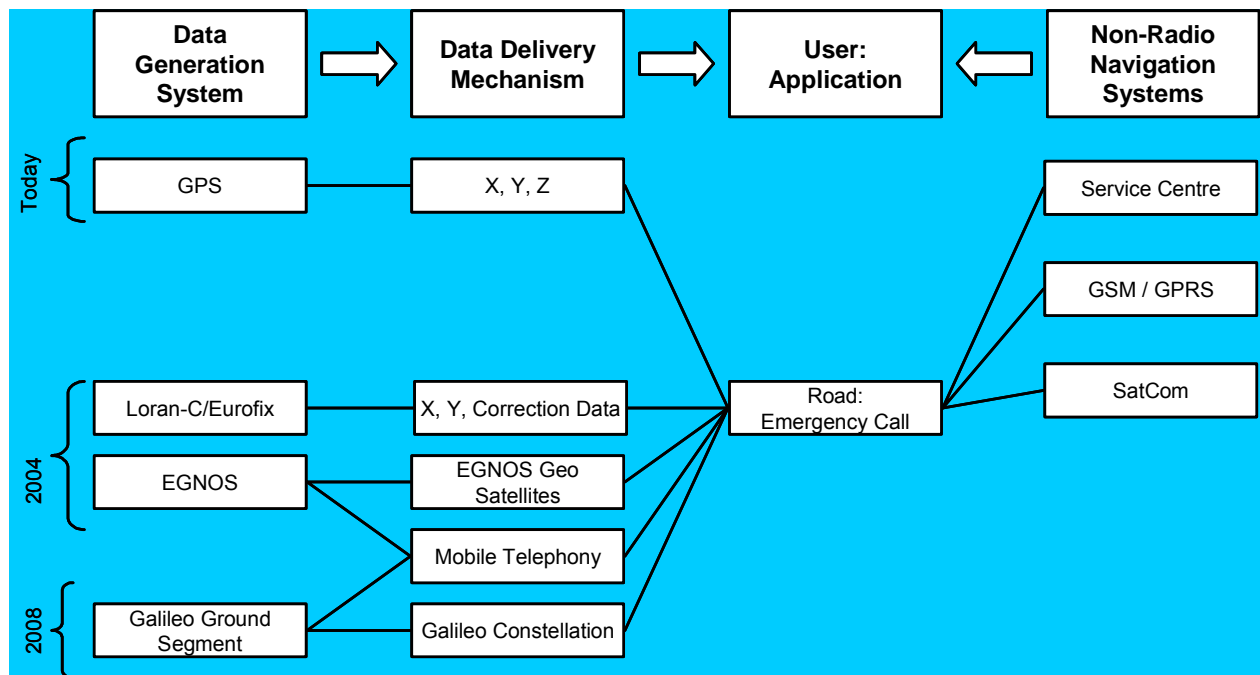 Data
Generation
System
Data Delivery
Mechanism
User:
Application
Non-Radio
Navigation
Systems
Today
GPS
X, Y, Z
Service Centre
GSM / GPRS
SatCom
2004
Loran-C/Eurofix
X, Y, Correction Data
Road:
Emergency Call
EGNOS
EGNOS Geo
Satellites
Mobile Telephony
2008
Galileo Ground
Segment
Galileo Constellation